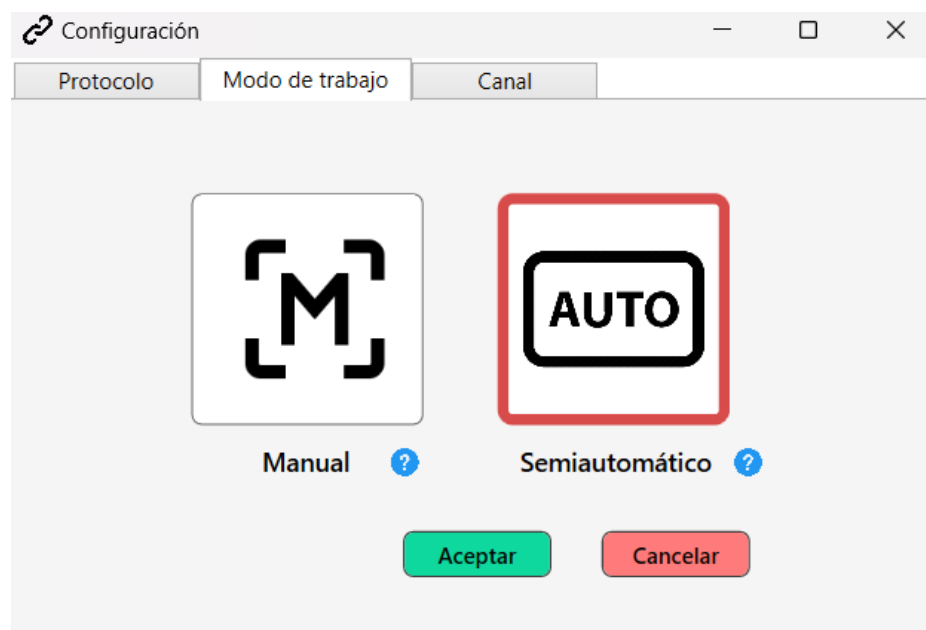 Configuración
Protocolo Modo de trabajo Canal
M AUTO
Manual ? Semiautomático ?
Aceptar Cancelar